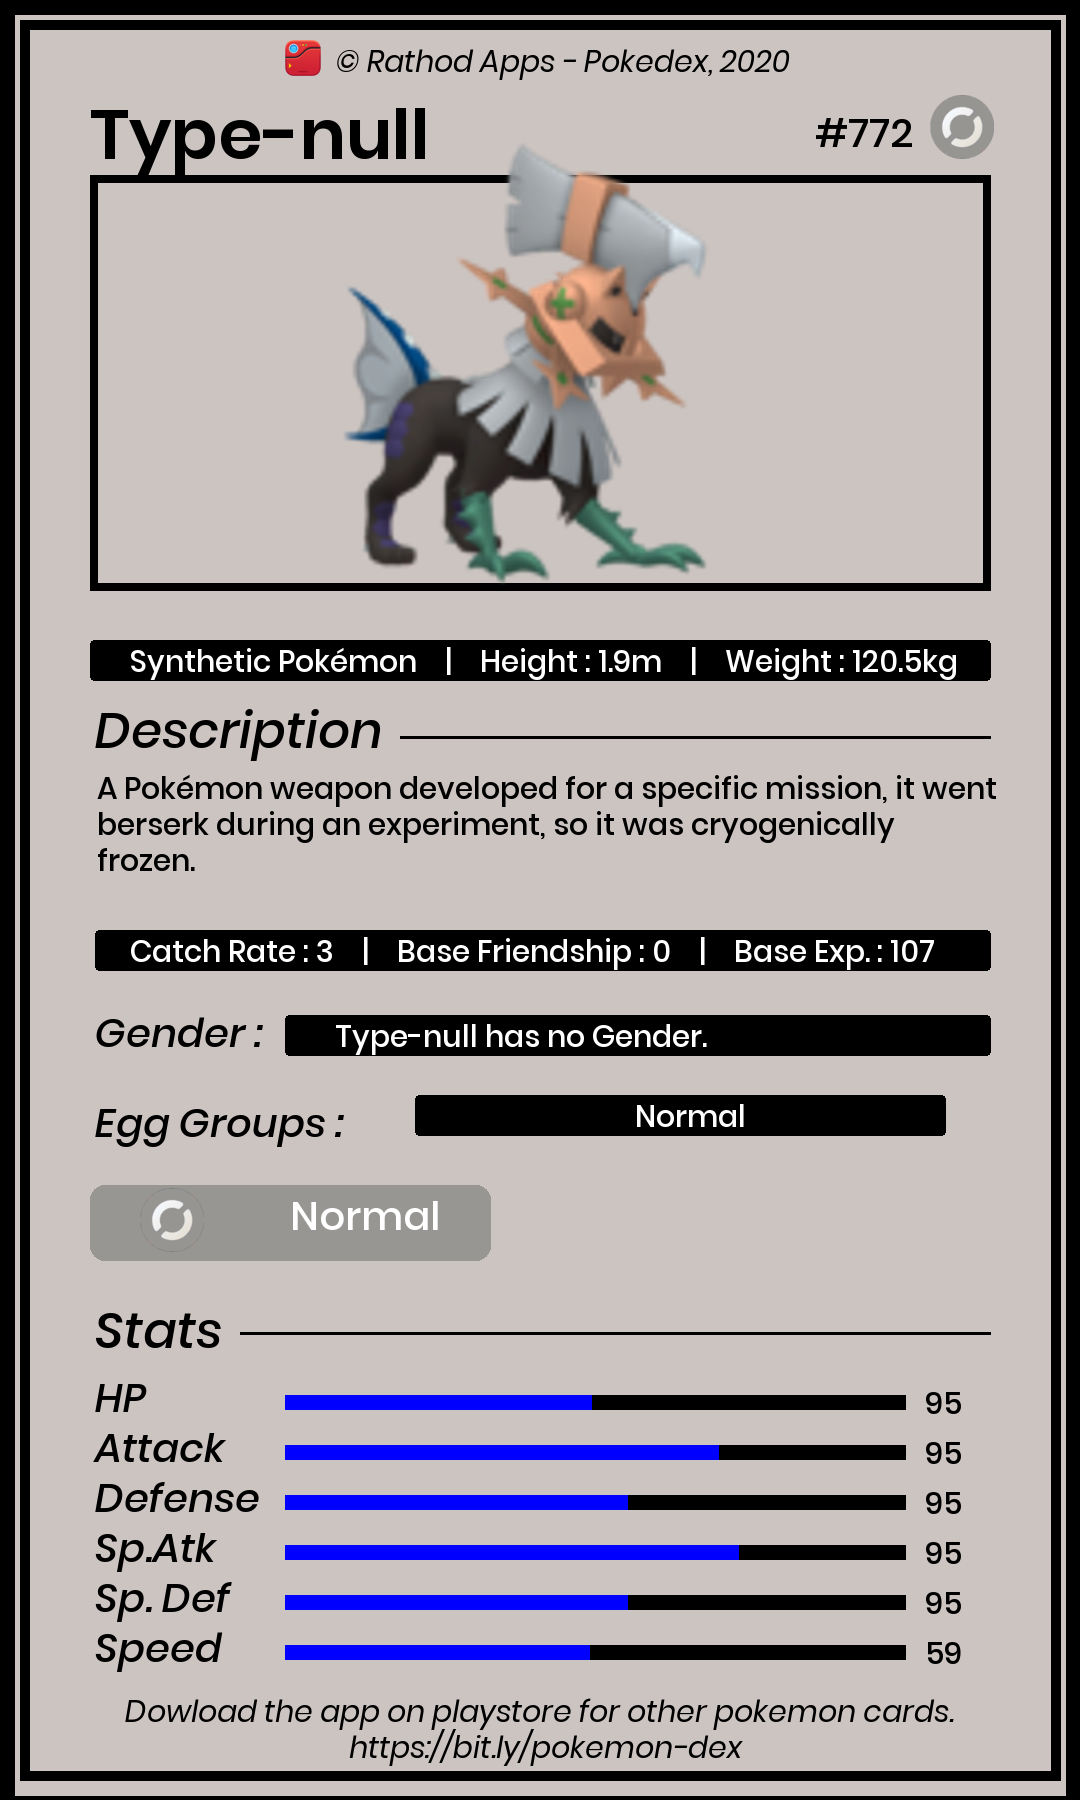 © Rathod Apps - Pokedex, 2020
Type-null
#772
Synthetic Pokémon | Height : 1.9m | Weight : 120.5kg
Description
A Pokémon weapon developed for a specific mission, it went
berserk during an experiment, so it was cryogenically
frozen.
Catch Rate : 3 | Base Friendship : 0 | Base Exp. : 107
Gender : Type-null has no Gender.
Egg Groups : Normal
Normal
Stats
HP 95
Attack 95
Defense 95
Sp.Atk 95
Sp. Def 95
Speed 59
Dowload the app on playstore for other pokemon cards.
https://bit.ly/pokemon-dex